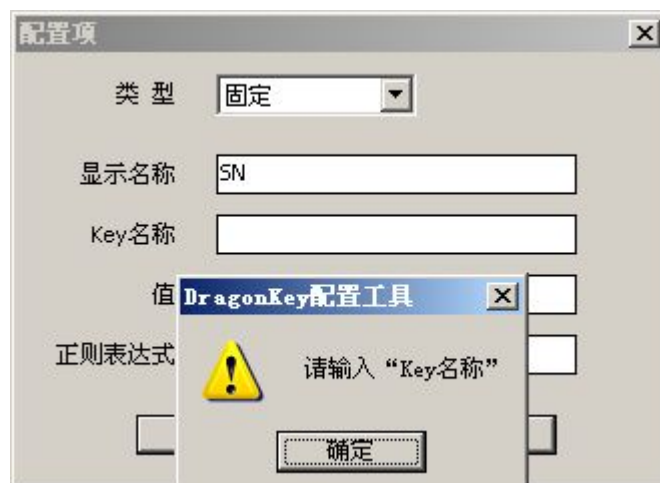 配置项
类 型
固定
显示名称
SN
Key名称
值
正则表达式
DragonKey配置工具
请输入“Key名称”
确定